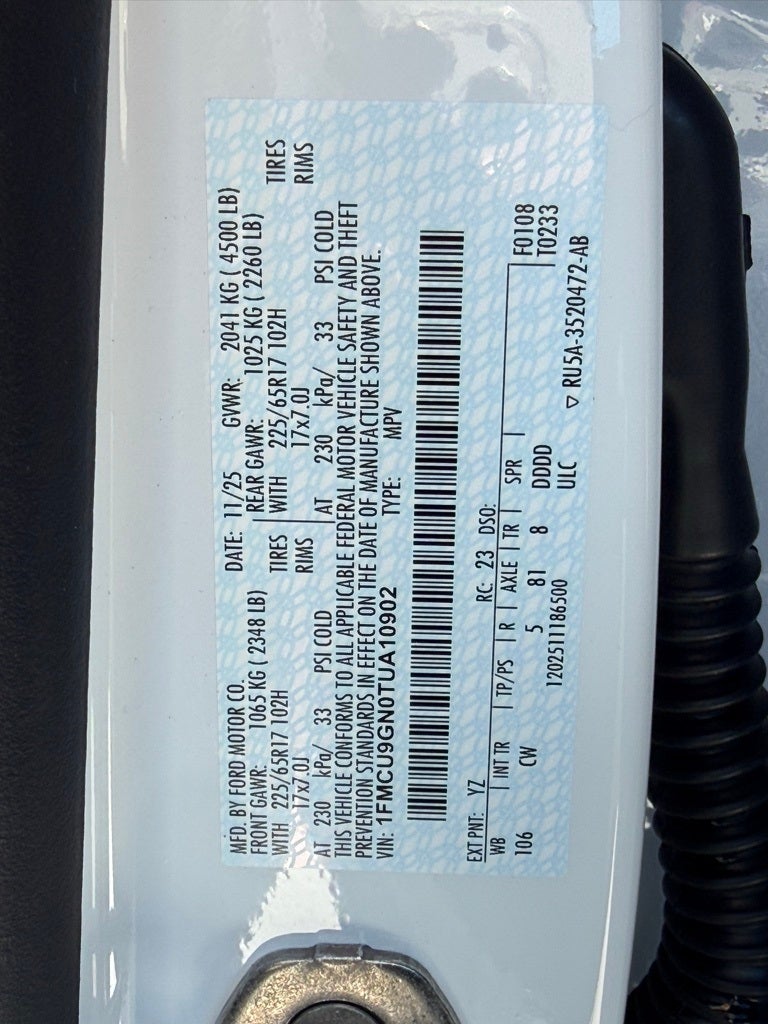 MFD. BY FORD MOTOR CO.
DATE: 11/25 GVWR: 2041 KG ( 4500 LB)
FRONT GAWR: 1065 KG ( 2348 LB) REAR GAWR: 1025 KG ( 2260 LB)
WITH 225/65R17 102H TIRES WITH 225/65R17 102H TIRES
17x7.0J RIMS 17x7.0J RIMS
AT 230 kPa/ 33 PSI COLD AT 230 kPa/ 33 PSI COLD
THIS VEHICLE CONFORMS TO ALL APPLICABLE FEDERAL MOTOR VEHICLE SAFETY AND THEFT
PREVENTION STANDARDS IN EFFECT ON THE DATE OF MANUFACTURE SHOWN ABOVE.
VIN: 1FMCU9GN0TUA10902 TYPE: MPV
EXT PNT: YZ RC: 23 DSO:
WB INT TR TP/PS R AXLE TR SPR F0108
106 CW 5 81 8 DDDD T0233
1202511186500 ULC
▽ RU5A-3520472-AB